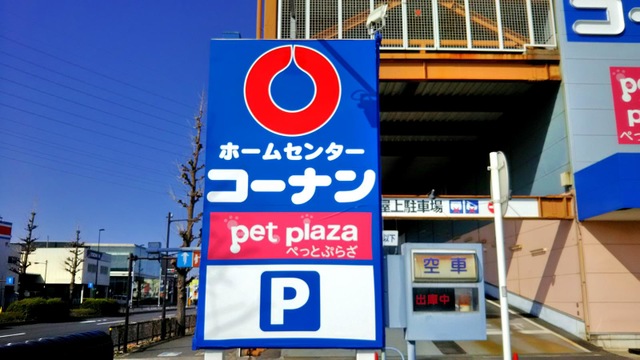 ホームセンター
コーナン
pet plaza
ぺっとぷらざ
P
屋上駐車場
空車
出庫中